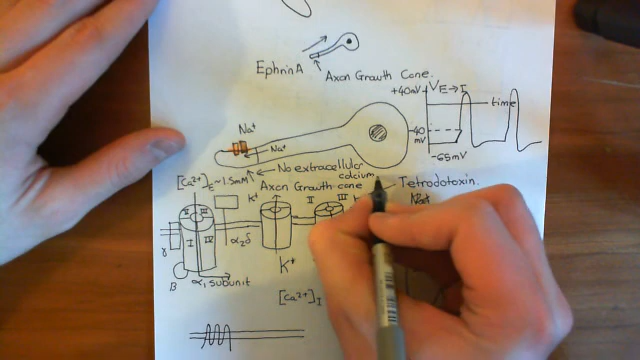 EphrinA
Axon Growth Cone.
+40mV
VE→I
time
Na+
Na+
-40
mV
-65mV
No extracellular
calcium
[Ca2+]E~1.5mM
Axon Growth cone
Tetrodotoxin.
K+
II
III
I
IV
α2δ
γ
β
α1 subunit
K+
[Ca2+]I